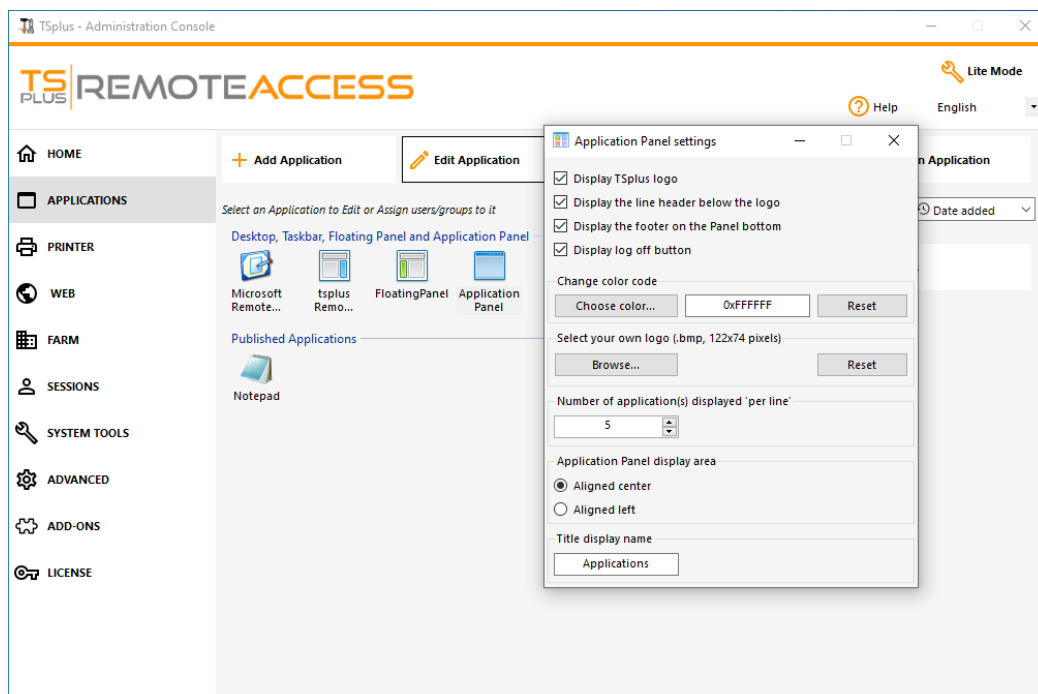 TSplus - Administration Console
TS PLUS REMOTEACCESS
Lite Mode
Help
English
HOME
APPLICATIONS
PRINTER
WEB
FARM
SESSIONS
SYSTEM TOOLS
ADVANCED
ADD-ONS
LICENSE
Add Application
Edit Application
Application
Select an Application to Edit or Assign users/groups to it
Date added
Desktop, Taskbar, Floating Panel and Application Panel
Microsoft
Remote...
tsplus
Remo...
FloatingPanel
Application
Panel
Published Applications
Notepad
Application Panel settings
Display TSplus logo
Display the line header below the logo
Display the footer on the Panel bottom
Display log off button
Change color code
Choose color...
0xFFFFFF
Reset
Select your own logo (.bmp, 122x74 pixels)
Browse...
Reset
Number of application(s) displayed 'per line'
5
Application Panel display area
Aligned center
Aligned left
Title display name
Applications